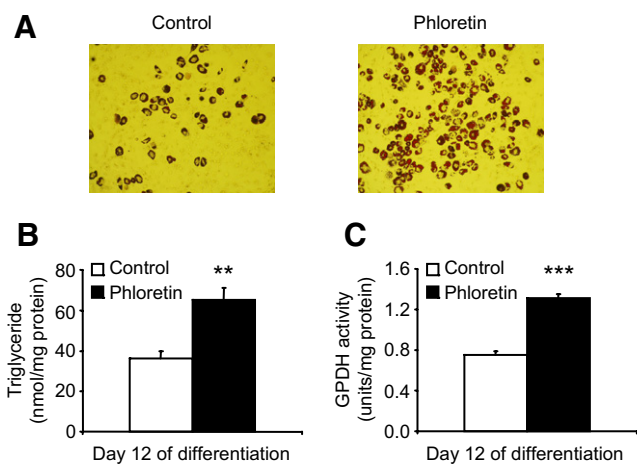 A
Control
Phloretin
B
Triglyceride
(nmol/mg protein)
80
60
40
20
0
Control
Phloretin
**
Day 12 of differentiation
C
GPDH activity
(units/mg protein)
1.6
1.2
0.8
0.4
0
Control
Phloretin
***
Day 12 of differentiation